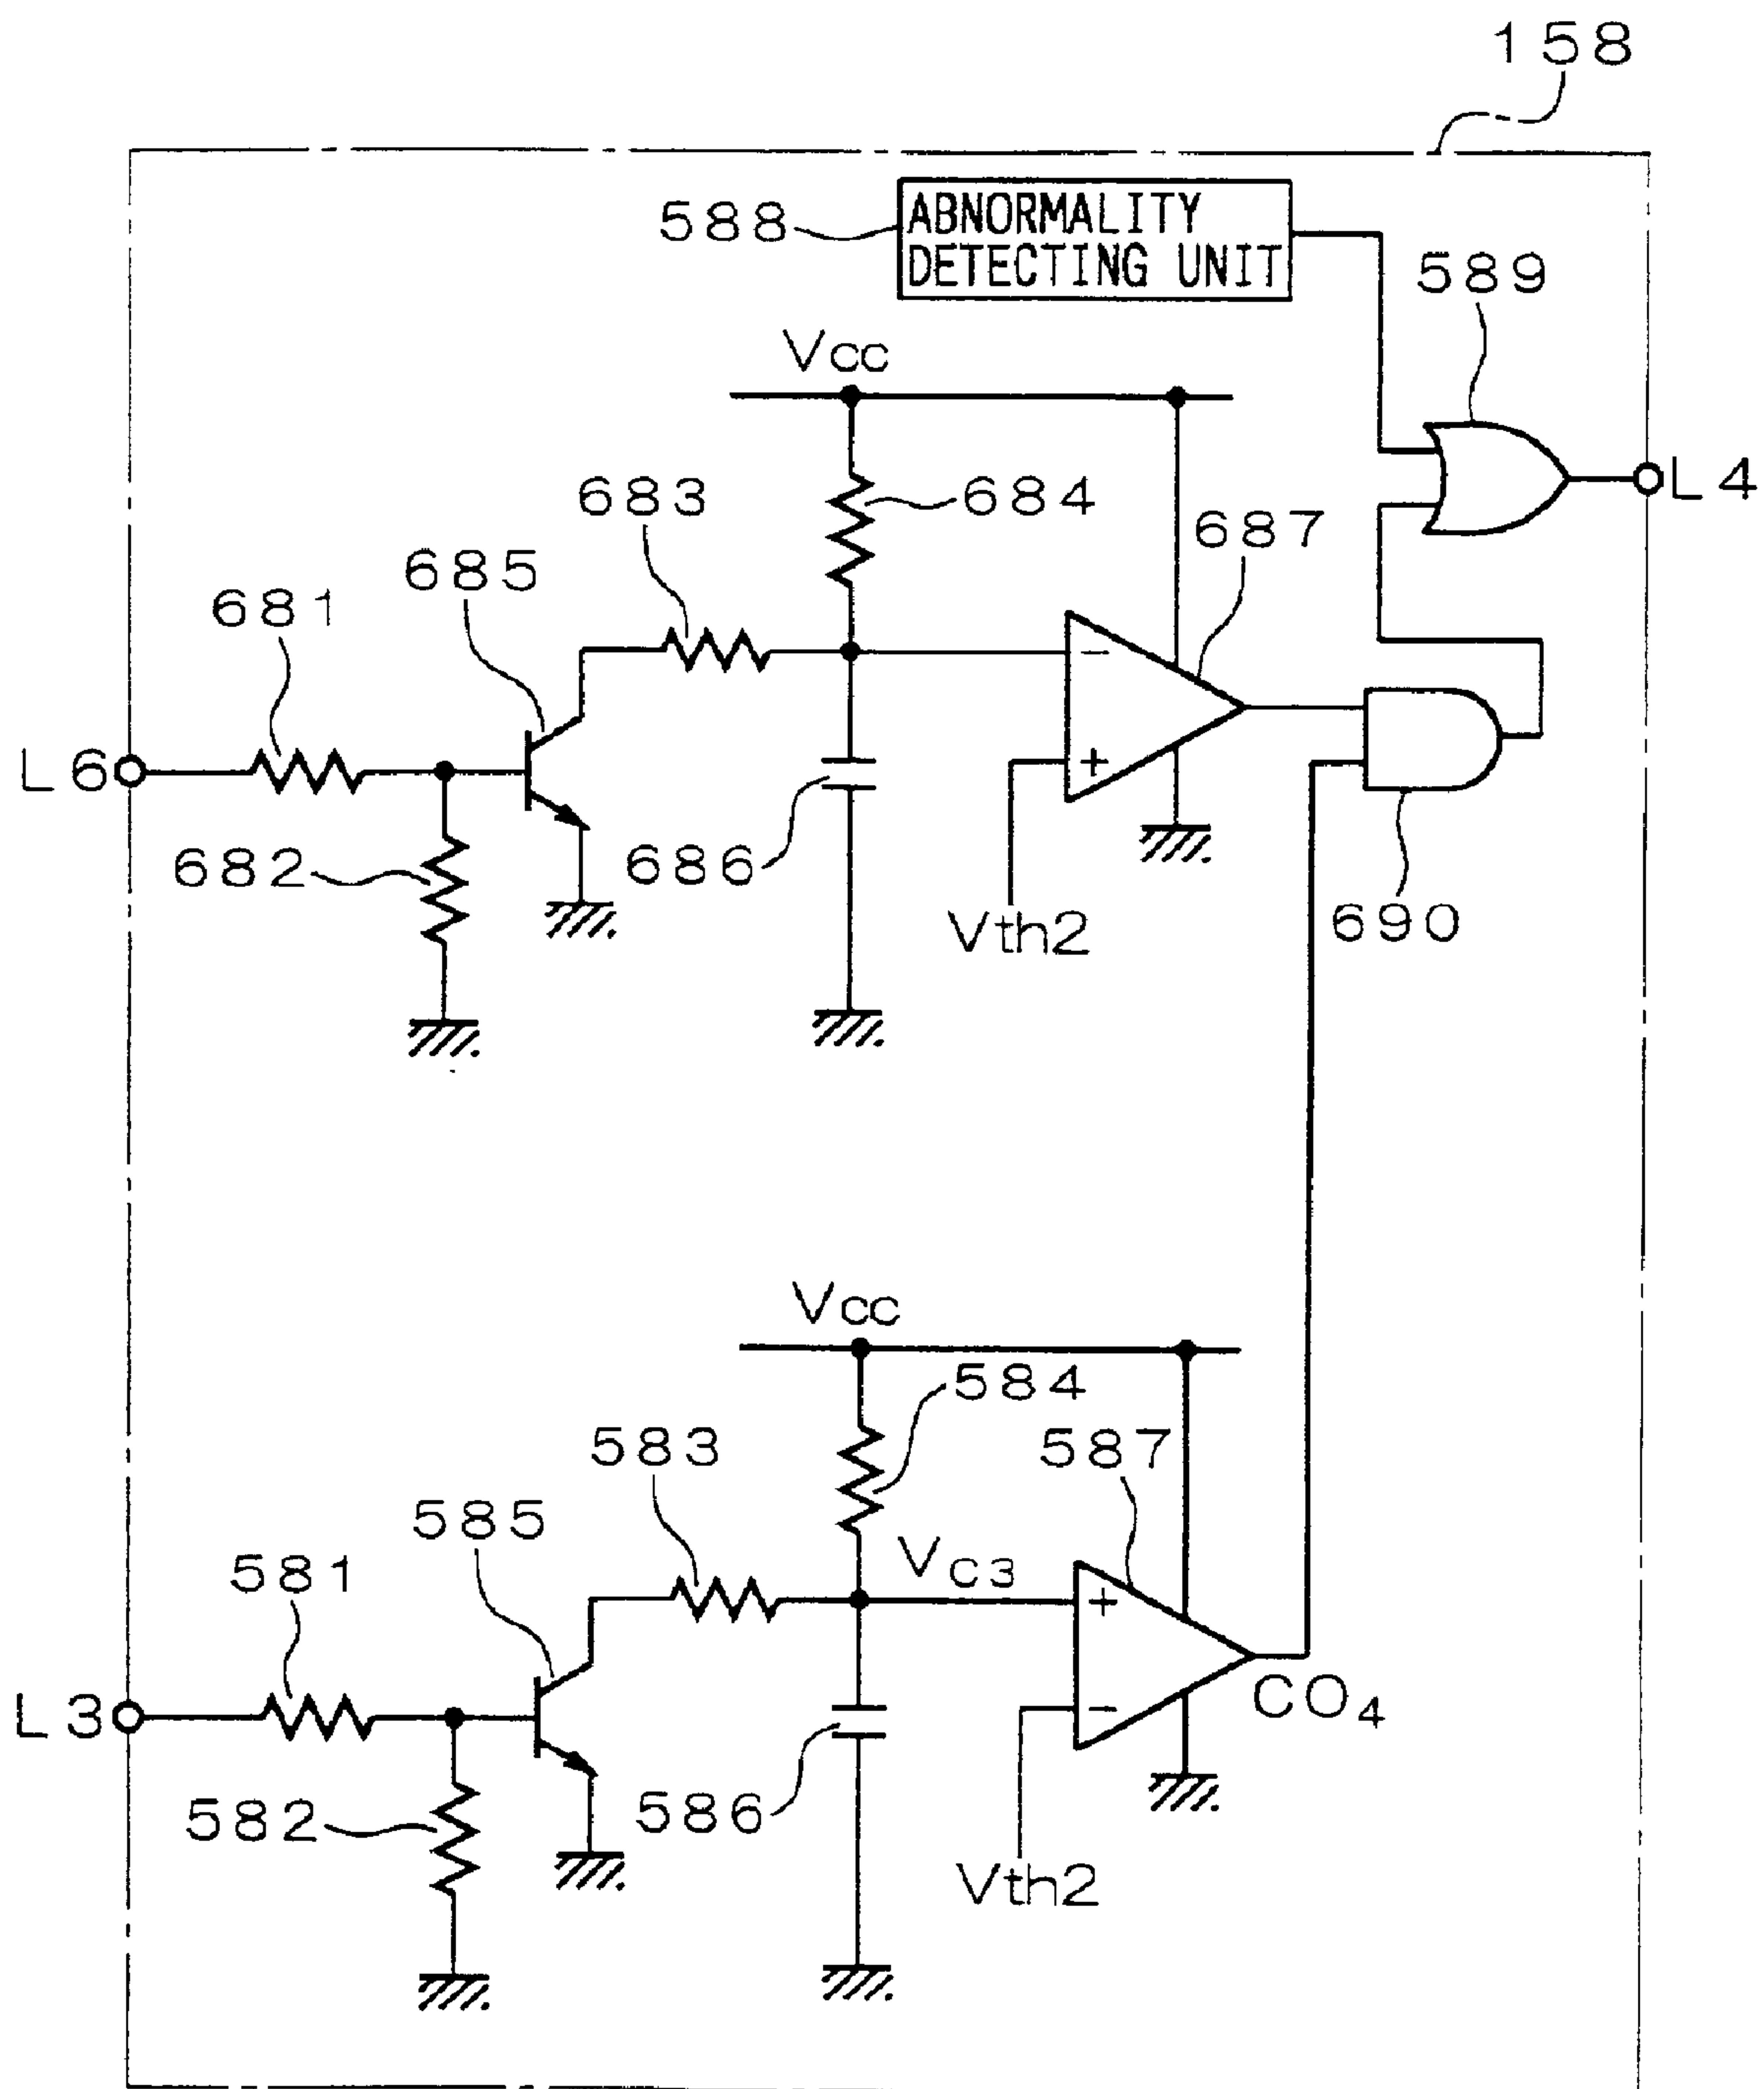 158
588
ABNORMALITY
DETECTING UNIT
589
Vcc
683
684
L4
687
685
681
−
L6
+
682
686
Vth2
690
Vcc
584
583
587
585
VC3
581
+
L3
−
CO4
582
586
Vth2